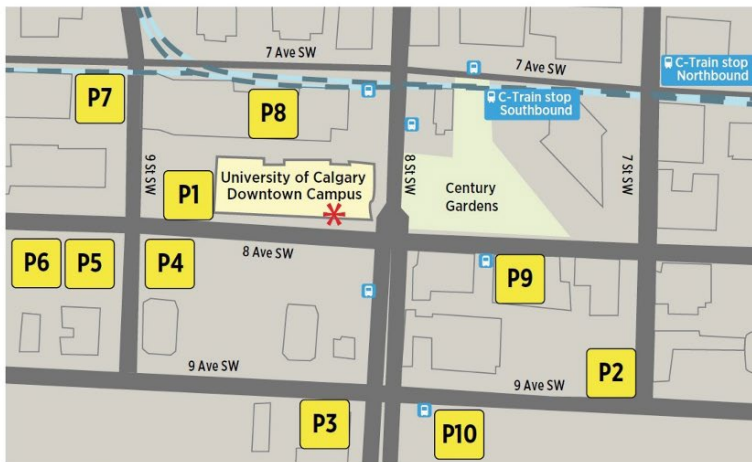 7 Ave SW
7 Ave SW
C-Train stop
Northbound
P7
P8
C-Train stop
Southbound
9 St SW
P1
University of Calgary
Downtown Campus
8 St SW
Century
Gardens
7 St SW
P6
P5
P4
8 Ave SW
P9
9 Ave SW
9 Ave SW
P2
P3
P10